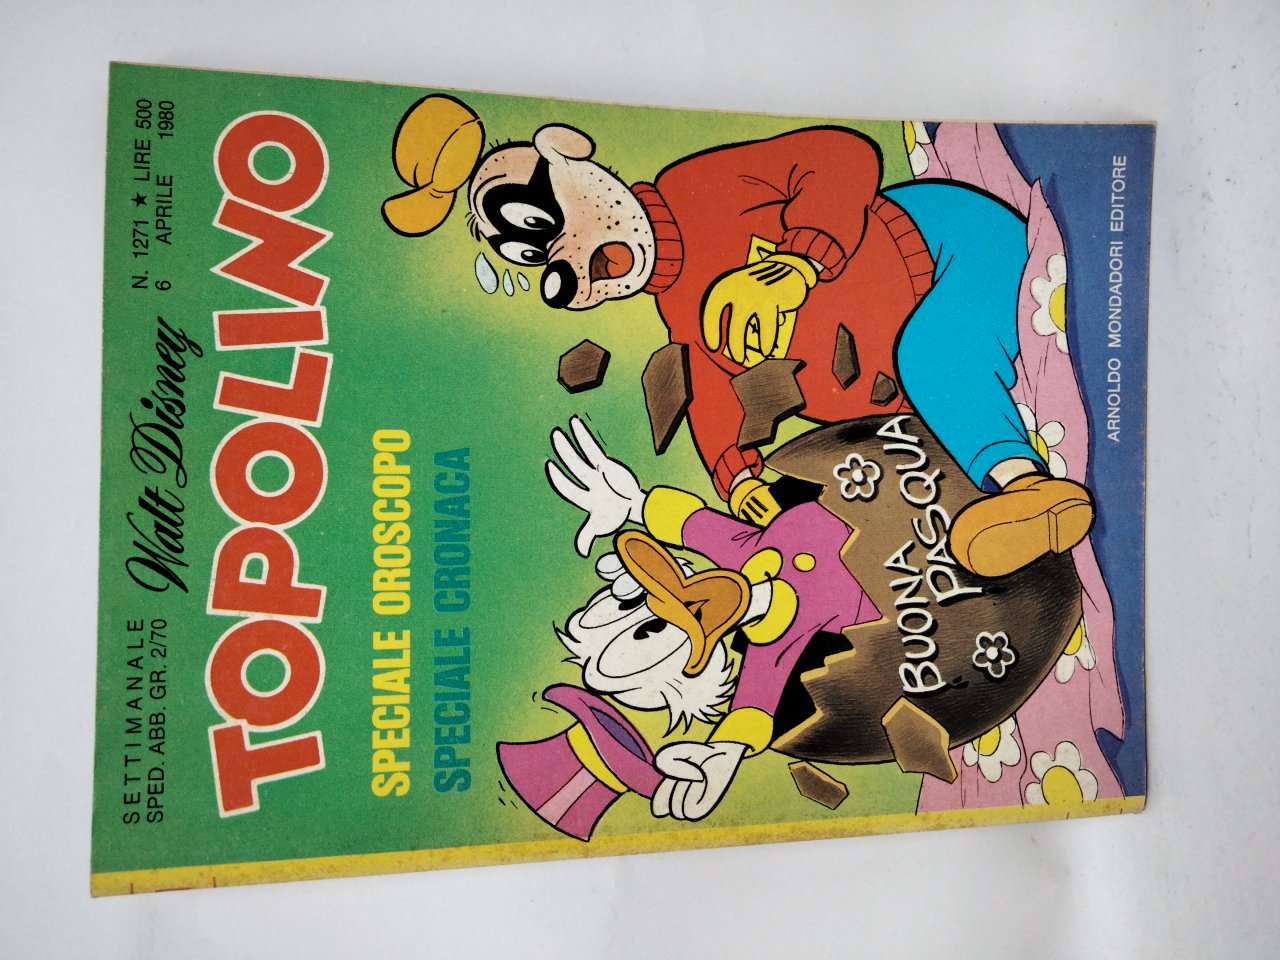 SETTIMANALE
SPED. ABB. GR. 2/70
Walt Disney
N. 1271 ★ LIRE 500
6 APRILE 1980
TOPOLINO
SPECIALE OROSCOPO
SPECIALE CRONACA
BUONA
PASQUA
ARNOLDO MONDADORI EDITORE